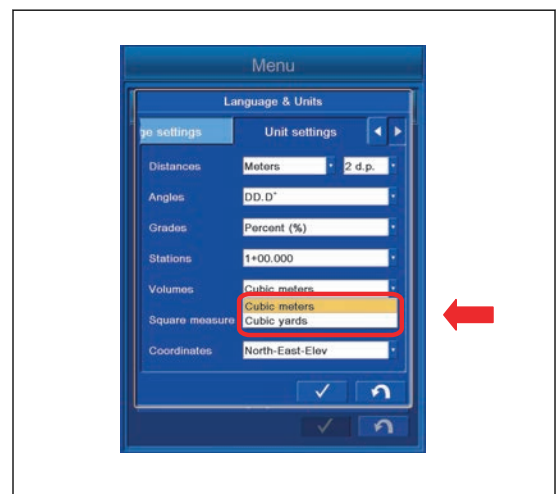 Menu
Language & Units
ge settings Unit settings
Distances Meters 2 d.p.
Angles DD.D°
Grades Percent (%)
Stations 1+00.000
Volumes Cubic meters
Cubic meters
Square measure Cubic yards
Coordinates North-East-Elev